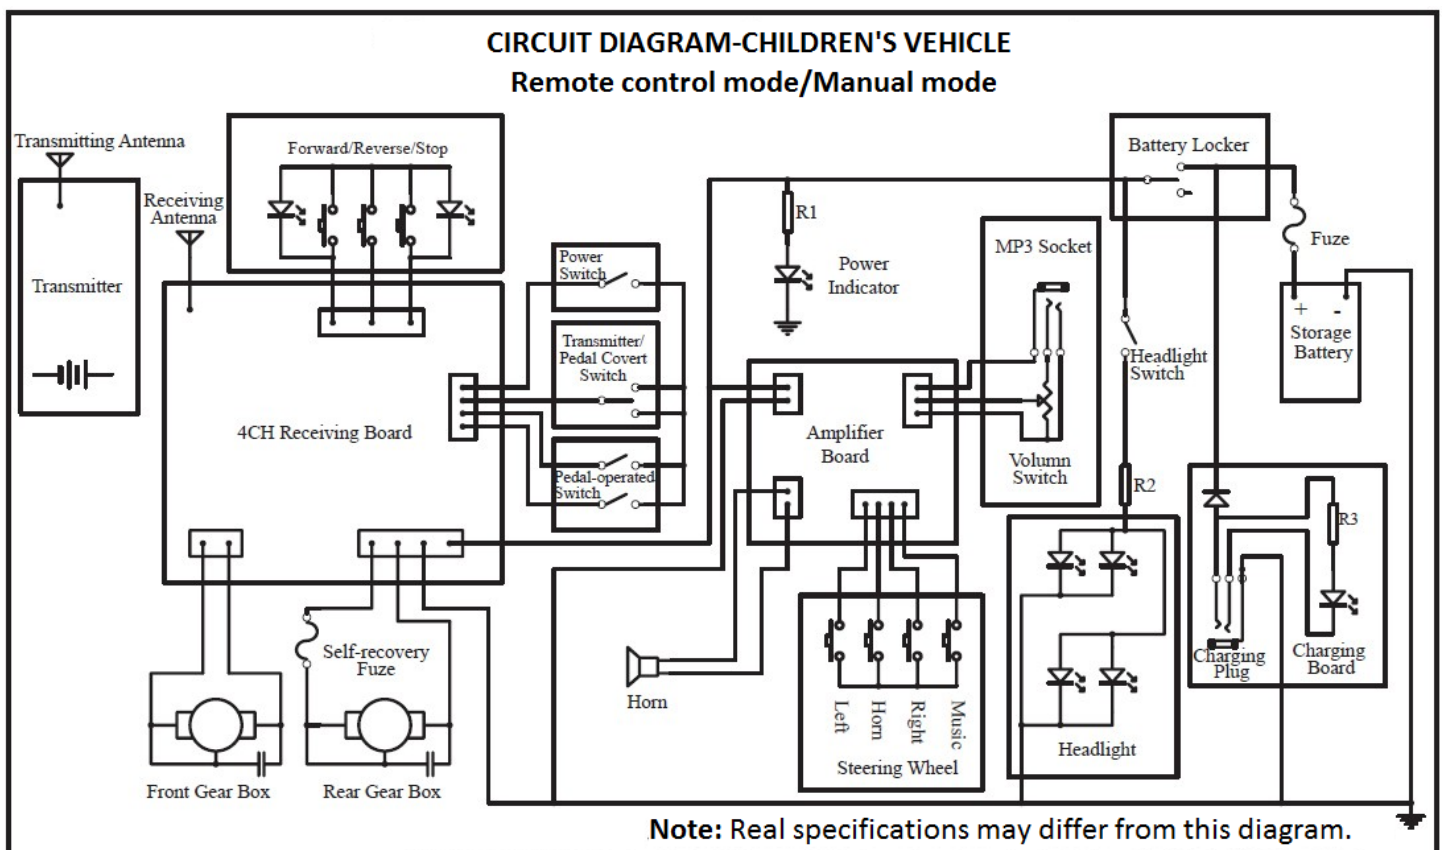 CIRCUIT DIAGRAM-CHILDREN'S VEHICLE
Remote control mode/Manual mode
Transmitting Antenna
Receiving
Antenna
Transmitter
Forward/Reverse/Stop
4CH Receiving Board
Power
Switch
Transmitter/
Pedal Covert
Switch
Pedal-operated
Switch
R1
Power
Indicator
Amplifier
Board
MP3 Socket
Volumn
Switch
Battery Locker
Fuze
+ -
Storage
Battery
Headlight
Switch
R2
R3
Charging
Plug
Charging
Board
Headlight
Self-recovery
Fuze
Front Gear Box
Rear Gear Box
Horn
Left
Horn
Right
Music
Steering Wheel
Note: Real specifications may differ from this diagram.